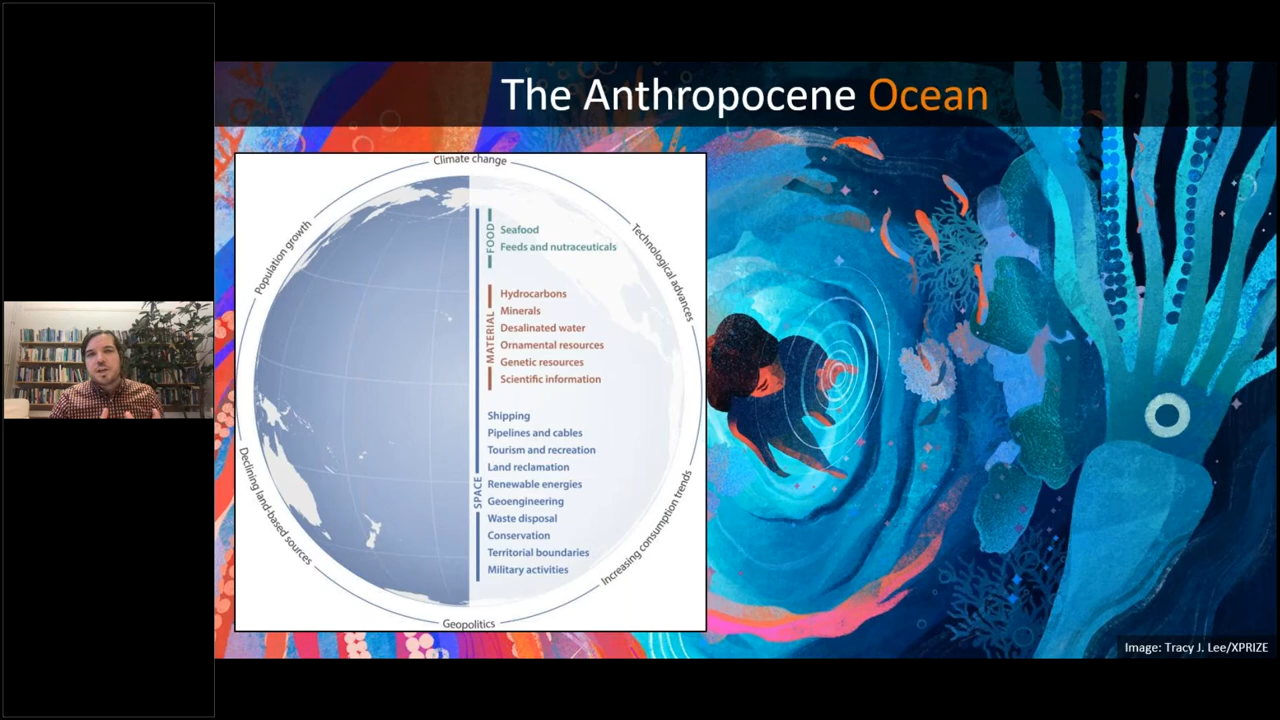 The Anthropocene Ocean
Climate change
Population growth
Technological advances
FOOD
Seafood
Feeds and nutraceuticals
MATERIAL
Hydrocarbons
Minerals
Desalinated water
Ornamental resources
Genetic resources
Scientific information
SPACE
Shipping
Pipelines and cables
Tourism and recreation
Land reclamation
Renewable energies
Geoengineering
Waste disposal
Conservation
Territorial boundaries
Military activities
Declining land-based sources
Increasing consumption trends
Geopolitics
Image: Tracy J. Lee/XPRIZE